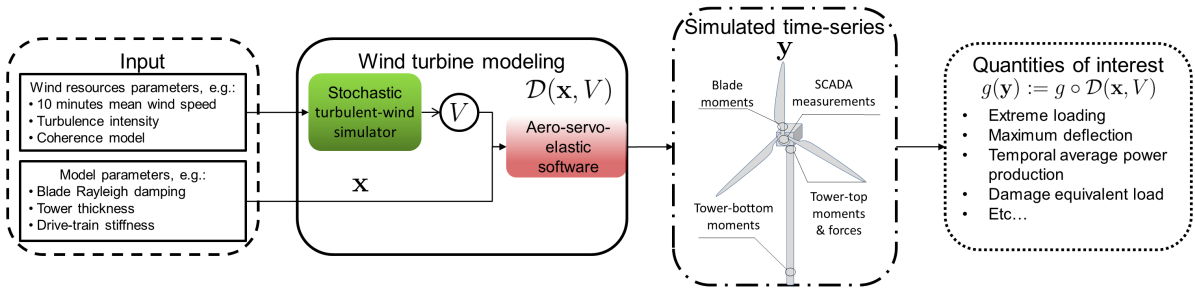 Input
Wind resources parameters, e.g.:
• 10 minutes mean wind speed
• Turbulence intensity
• Coherence model
Model parameters, e.g.:
• Blade Rayleigh damping
• Tower thickness
• Drive-train stiffness
Wind turbine modeling
Stochastic
turbulent-wind
simulator
V
D(x, V)
Aero-servo-
elastic
software
x
Simulated time-series
y
Blade
moments
SCADA
measurements
Tower-bottom
moments
Tower-top
moments
& forces
Quantities of interest
g(y) := g ∘ D(x, V)
• Extreme loading
• Maximum deflection
• Temporal average power
production
• Damage equivalent load
• Etc…